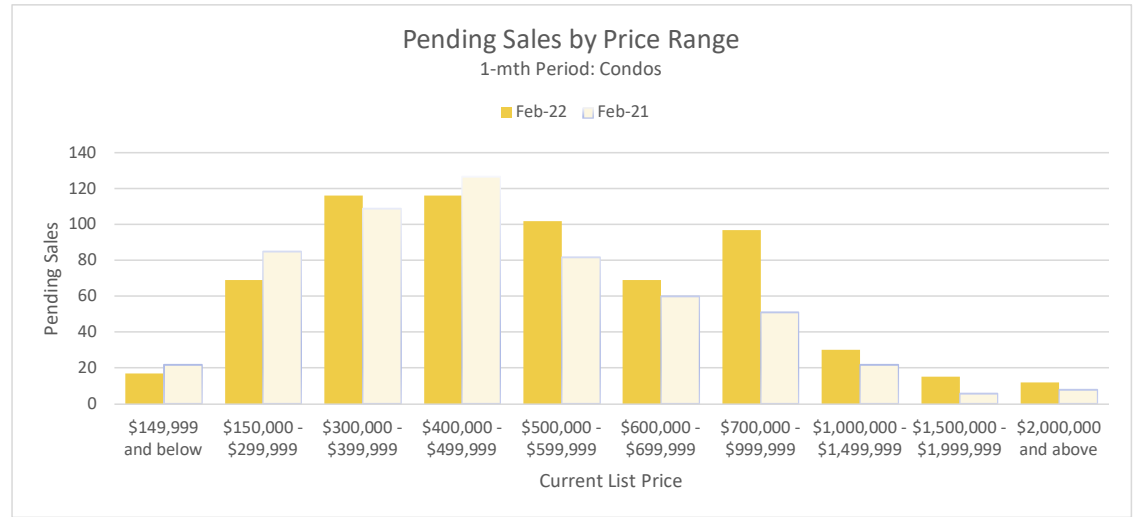 Pending Sales by Price Range
1-mth Period: Condos
Feb-22 Feb-21
Pending Sales
140
120
100
80
60
40
20
0
$149,999 $150,000 - $300,000 - $400,000 - $500,000 - $600,000 - $700,000 - $1,000,000 - $1,500,000 - $2,000,000
and below $299,999 $399,999 $499,999 $599,999 $699,999 $999,999 $1,499,999 $1,999,999 and above
Current List Price